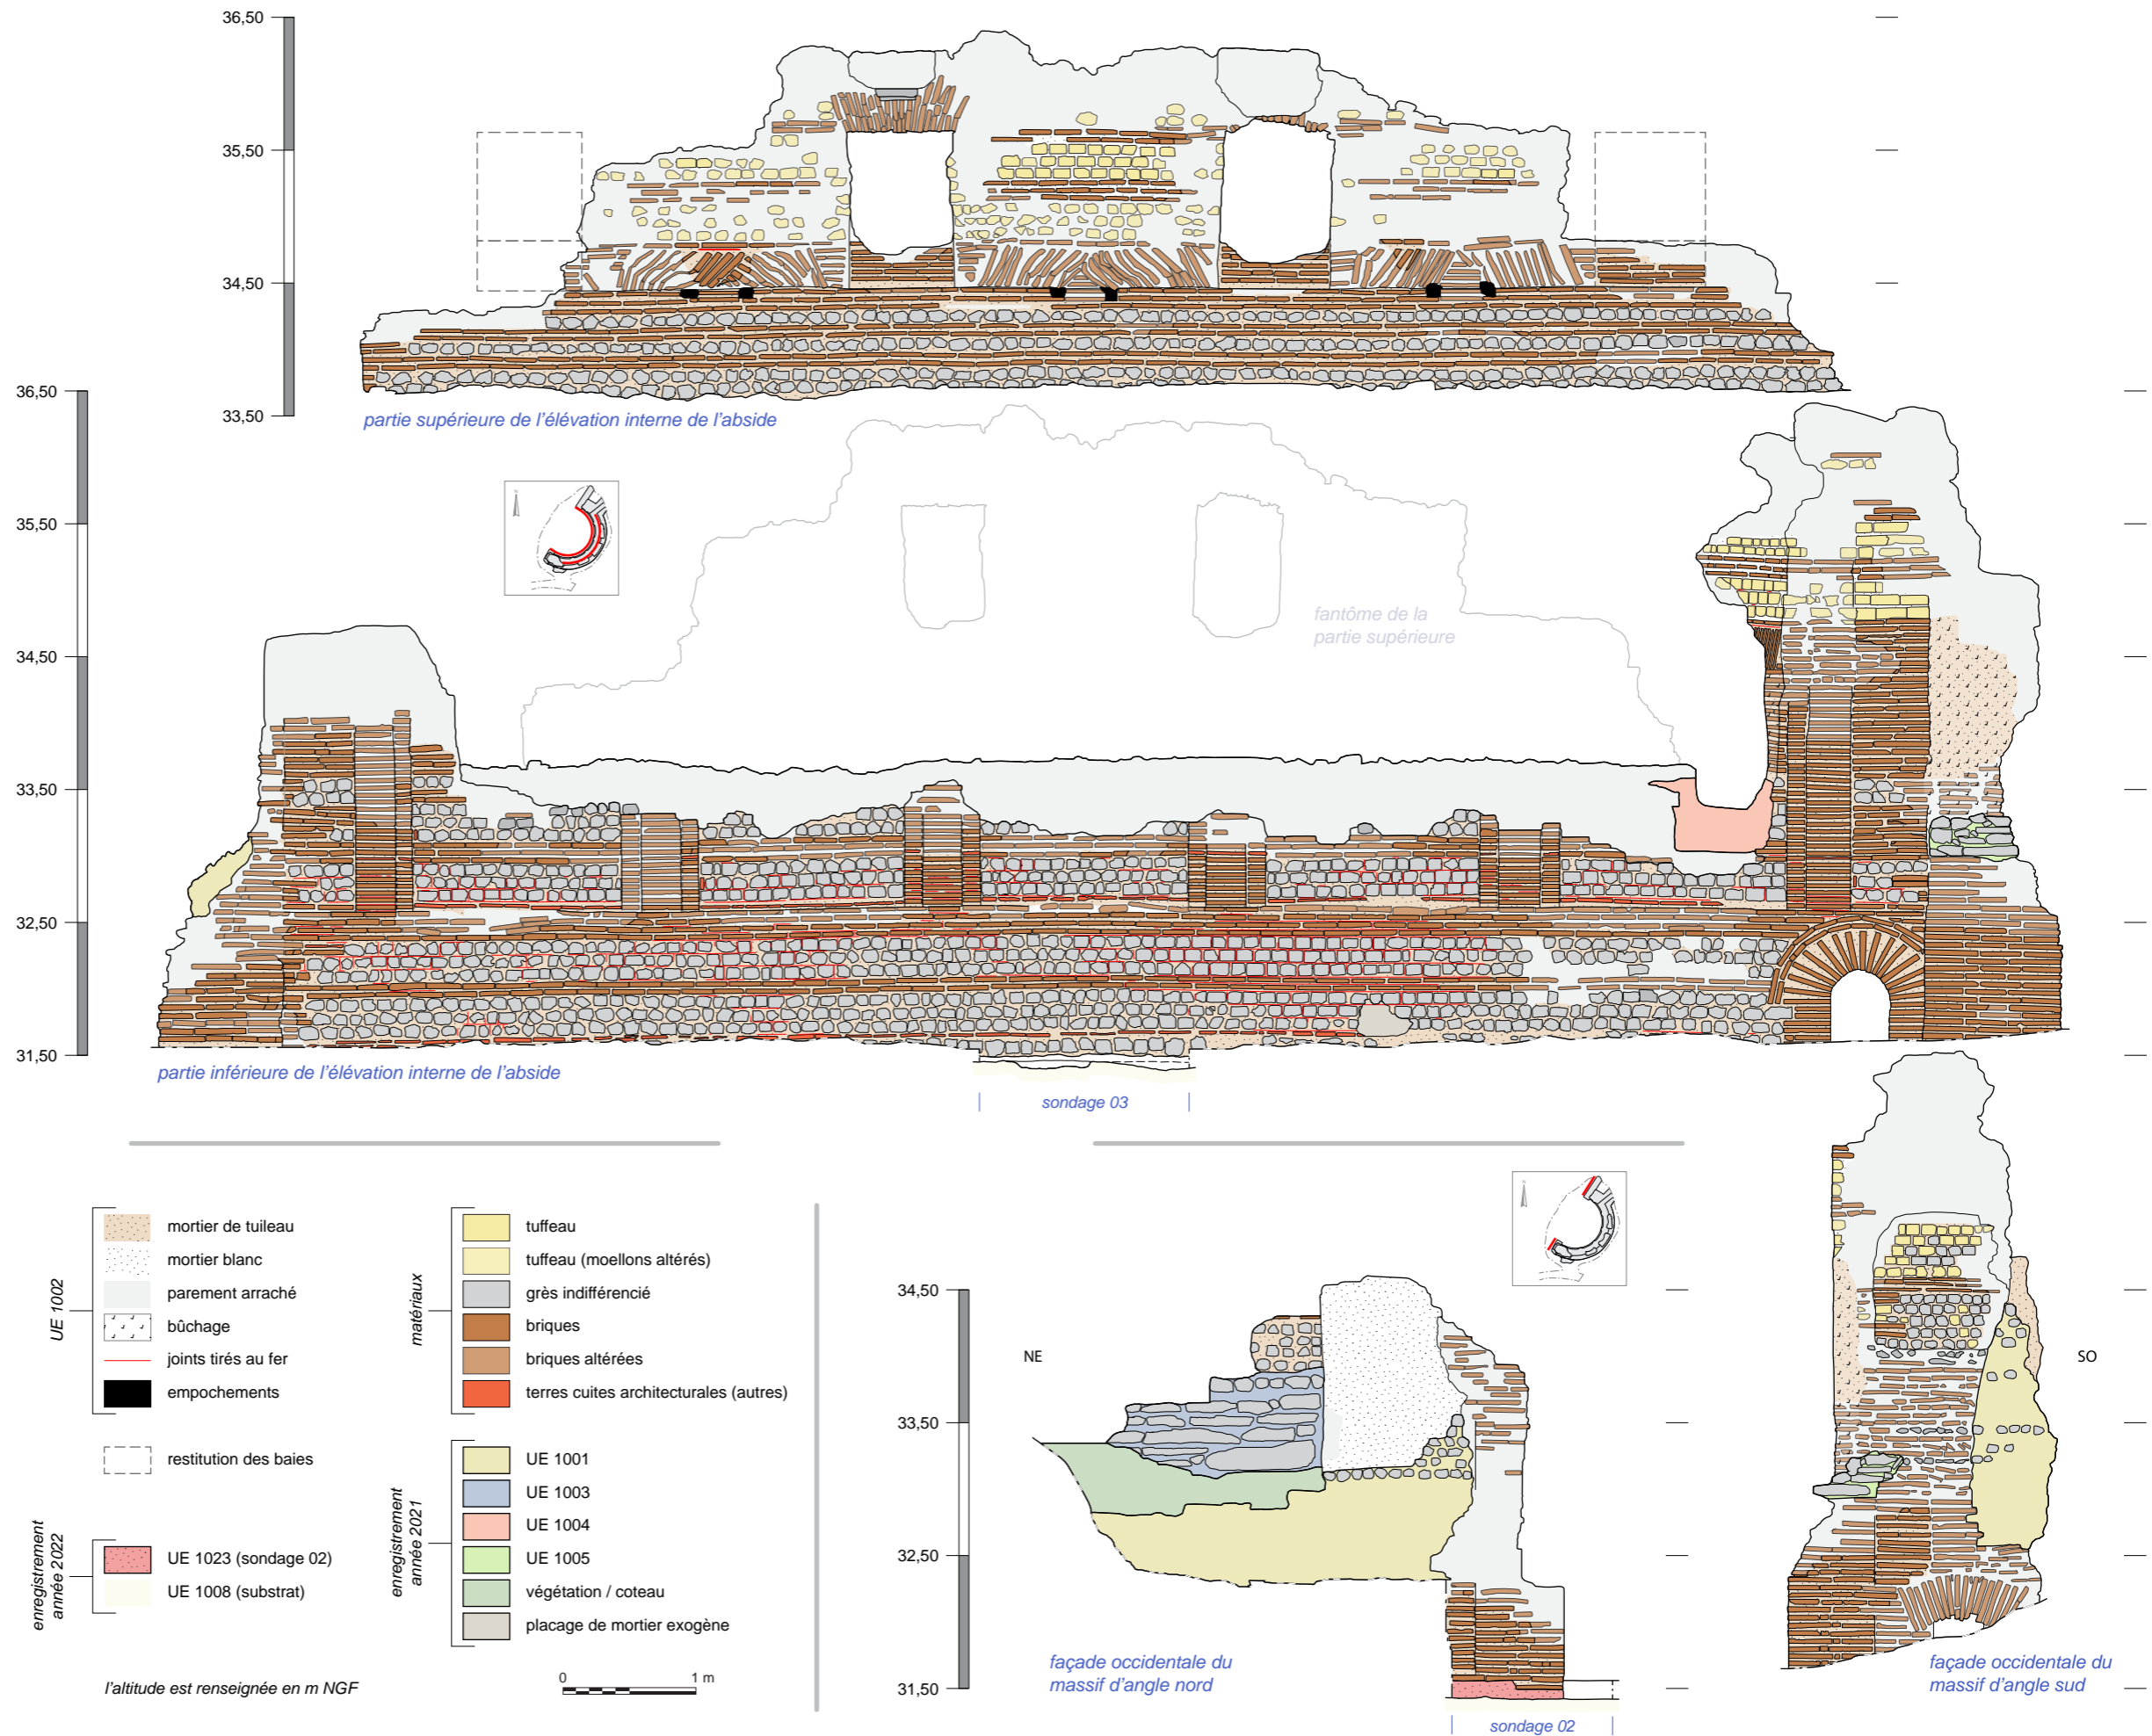 36,50
35,50
34,50
33,50
partie supérieure de l'élévation interne de l'abside
36,50
35,50
34,50
33,50
32,50
31,50
fantôme de la
partie supérieure
partie inférieure de l'élévation interne de l'abside
sondage 03
UE 1002
mortier de tuileau
mortier blanc
parement arraché
bûchage
joints tirés au fer
empochements
restitution des baies
enregistrement
année 2022
UE 1023 (sondage 02)
UE 1008 (substrat)
matériaux
tuffeau
tuffeau (moellons altérés)
grès indifférencié
briques
briques altérées
terres cuites architecturales (autres)
enregistrement
année 2021
UE 1001
UE 1003
UE 1004
UE 1005
végétation / coteau
placage de mortier exogène
l'altitude est renseignée en m NGF
0 1 m
34,50
33,50
32,50
31,50
NE
SO
façade occidentale du
massif d'angle nord
sondage 02
façade occidentale du
massif d'angle sud